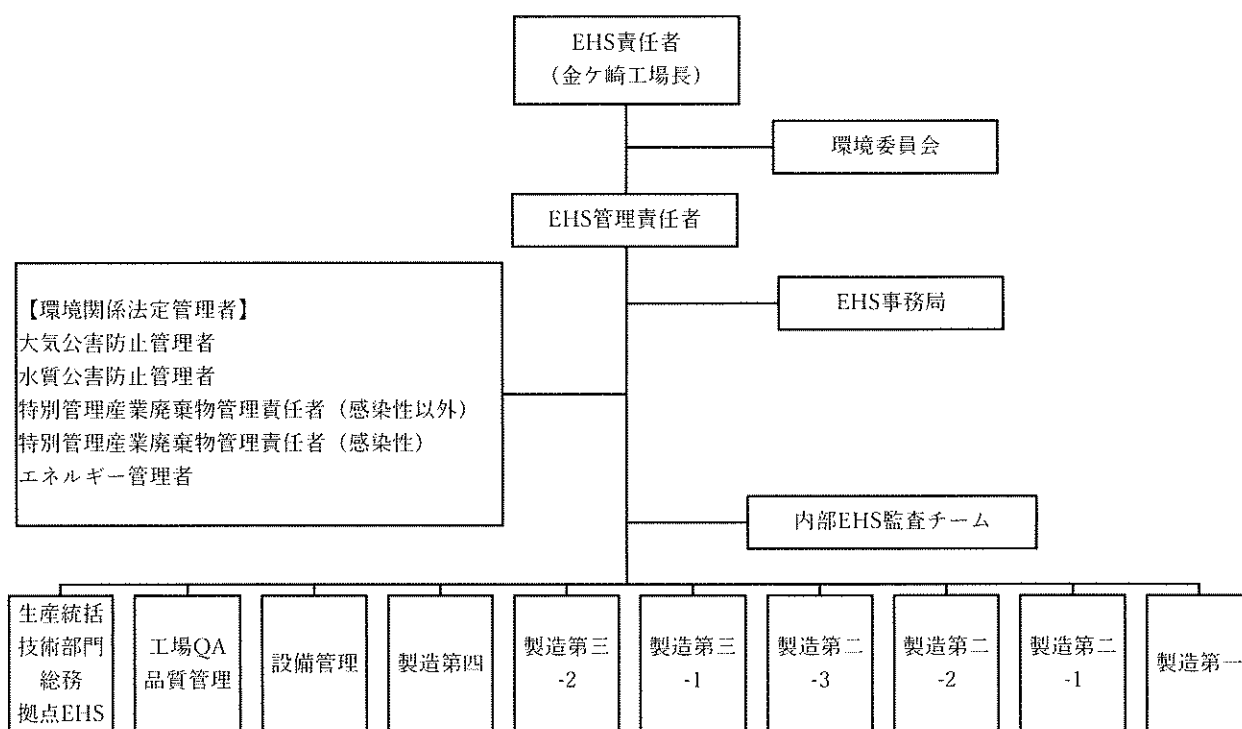 EHS責任者
（金ケ崎工場長）
環境委員会
EHS管理責任者
【環境関係法定管理者】
大気公害防止管理者
水質公害防止管理者
特別管理産業廃棄物管理責任者（感染性以外）
特別管理産業廃棄物管理責任者（感染性）
エネルギー管理者
EHS事務局
内部EHS監査チーム
生産統括
技術部門
総務
拠点EHS
工場QA
品質管理
設備管理
製造第四
製造第三
-2
製造第三
-1
製造第二
-3
製造第二
-2
製造第二
-1
製造第一